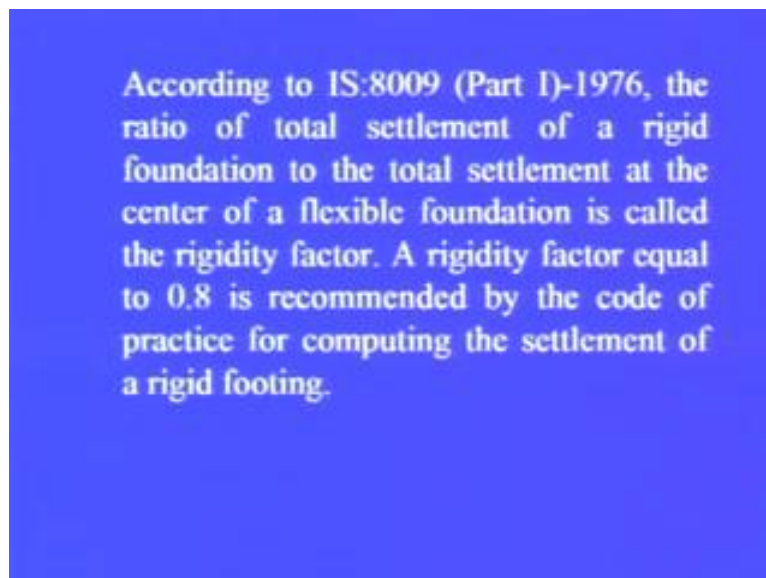 According to IS:8009 (Part I)-1976, the
ratio of total settlement of a rigid
foundation to the total settlement at the
center of a flexible foundation is called
the rigidity factor. A rigidity factor equal
to 0.8 is recommended by the code of
practice for computing the settlement of
a rigid footing.